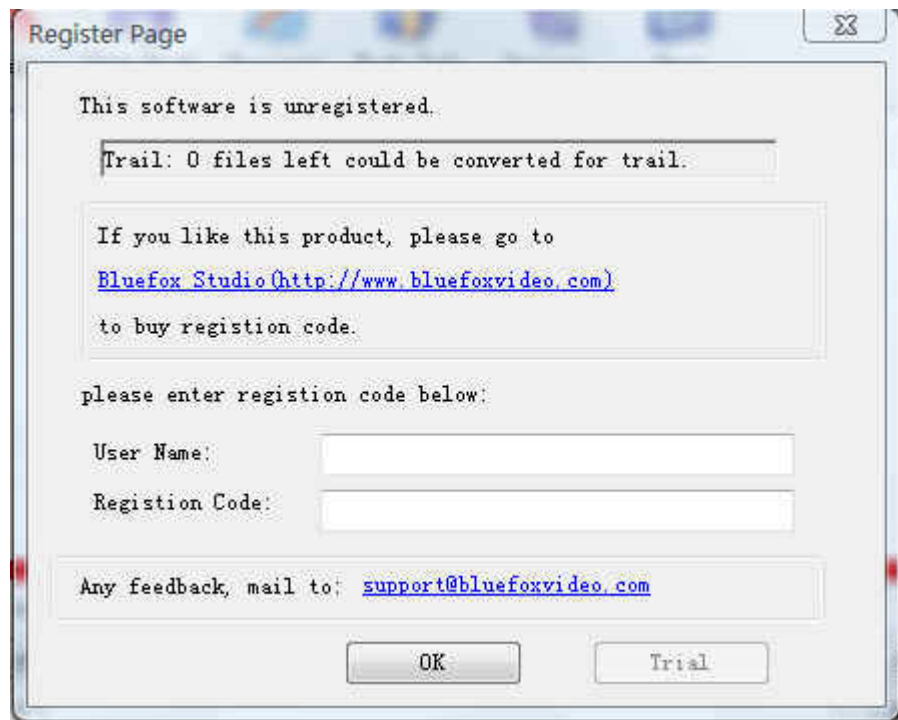 Register Page
This software is unregistered.
Trail: 0 files left could be converted for trail.
If you like this product, please go to
Bluefox Studio(http://www.bluefoxvideo.com)
to buy registion code.
please enter registion code below:
User Name:
Registion Code:
Any feedback, mail to: support@bluefoxvideo.com
OK
Trial